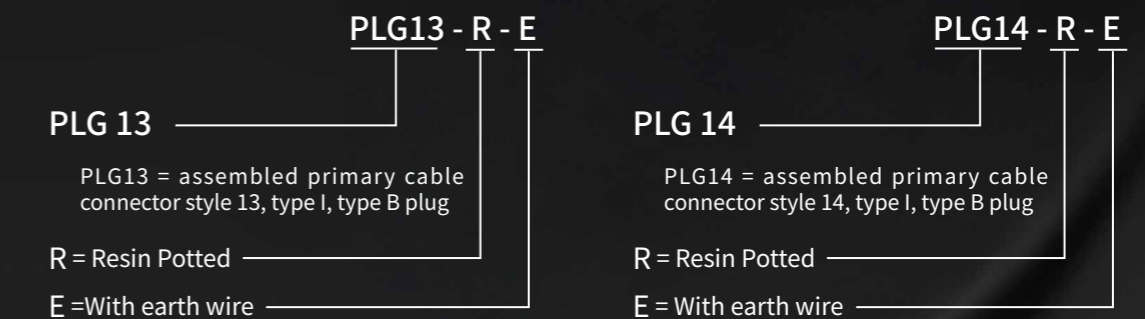 PLG13 - R - E
PLG 13
PLG13 = assembled primary cable
connector style 13, type I, type B plug
R = Resin Potted
E =With earth wire
PLG14 - R - E
PLG 14
PLG14 = assembled primary cable
connector style 14, type I, type B plug
R = Resin Potted
E = With earth wire